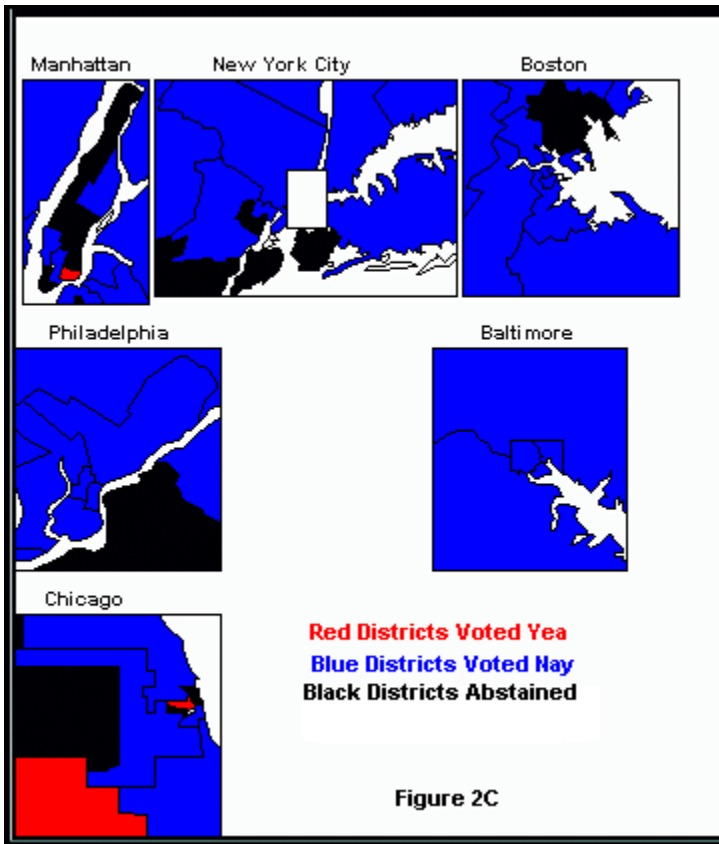 Manhattan
New York City
Boston
Philadelphia
Baltimore
Chicago
Red Districts Voted Yea
Blue Districts Voted Nay
Black Districts Abstained
Figure 2C